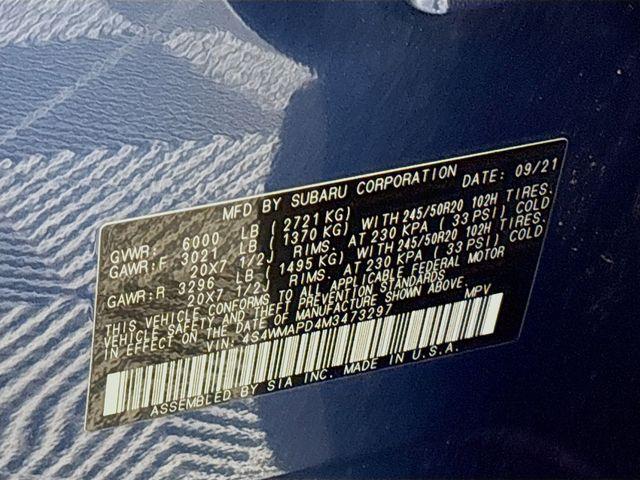 MFD BY SUBARU CORPORATION DATE: 09/21
GVWR: 6000 LB ( 2721 KG)
GAWR:F 3021 LB ( 1370 KG) WITH 245/50R20 102H TIRES.
20X7 1/2J RIMS. AT 230 KPA ( 33 PSI) COLD
GAWR:R 3296 LB ( 1495 KG) WITH 245/50R20 102H TIRES.
20X7 1/2J RIMS. AT 230 KPA ( 33 PSI) COLD
THIS VEHICLE CONFORMS TO ALL APPLICABLE FEDERAL MOTOR
VEHICLE SAFETY AND THEFT PREVENTION STANDARDS
IN EFFECT ON THE DATE OF MANUFACTURE SHOWN ABOVE.
VIN: 4S4WMAPD4M3473297 MPV
ASSEMBLED BY SIA INC. MADE IN U.S.A.